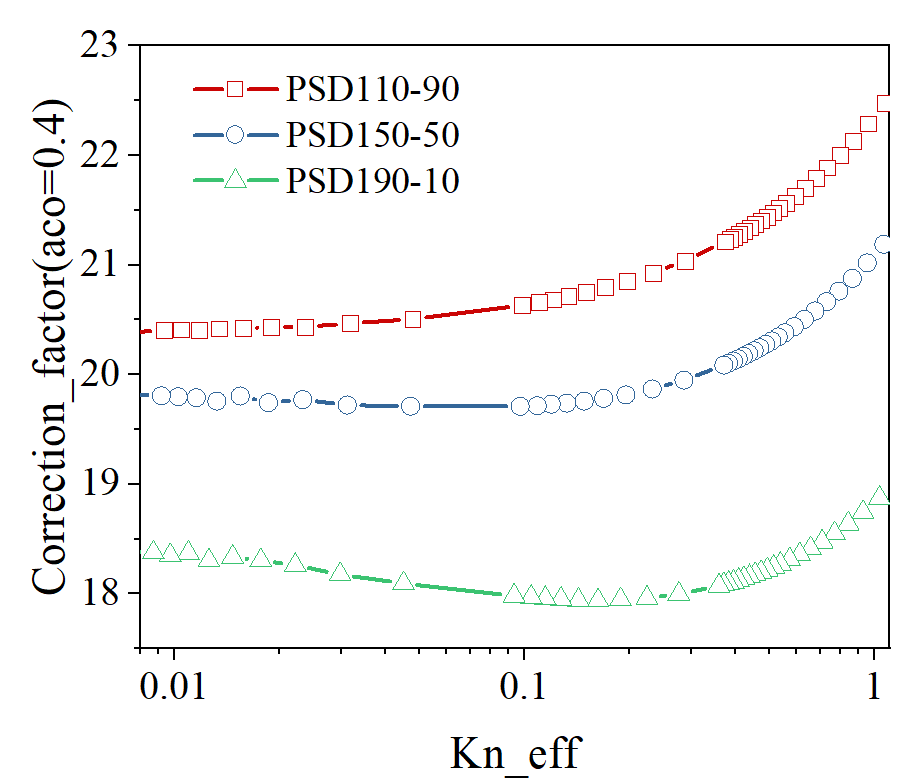 23
22
21
20
19
18
Correction_factor(aco=0.4)
PSD110-90
PSD150-50
PSD190-10
0.01
0.1
1
Kn_eff